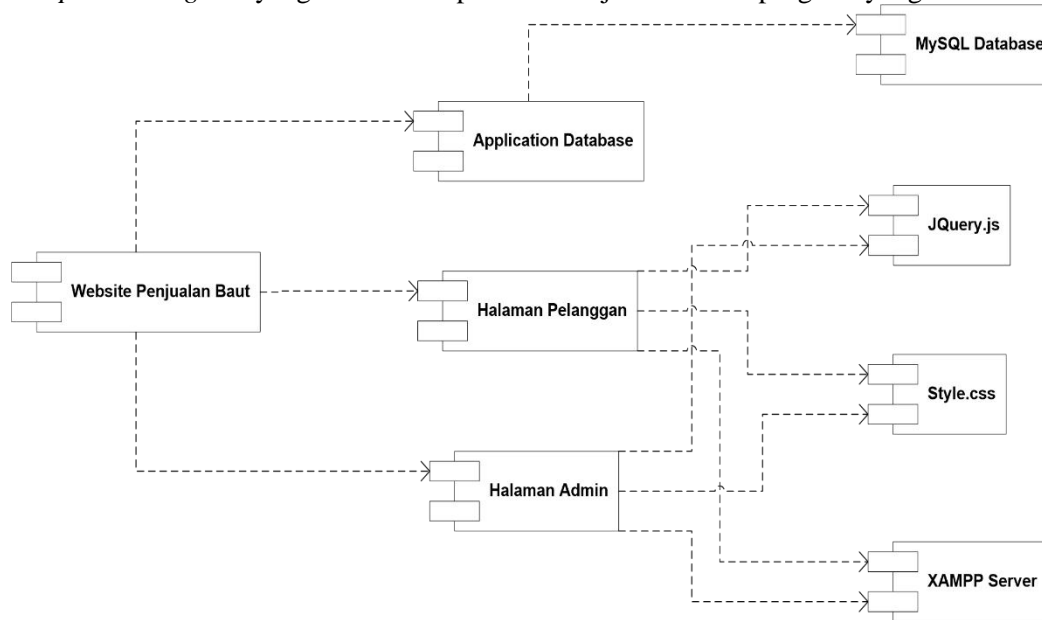 MySQL Database
Application Database
JQuery.js
Website Penjualan Baut
Halaman Pelanggan
Style.css
Halaman Admin
XAMPP Server